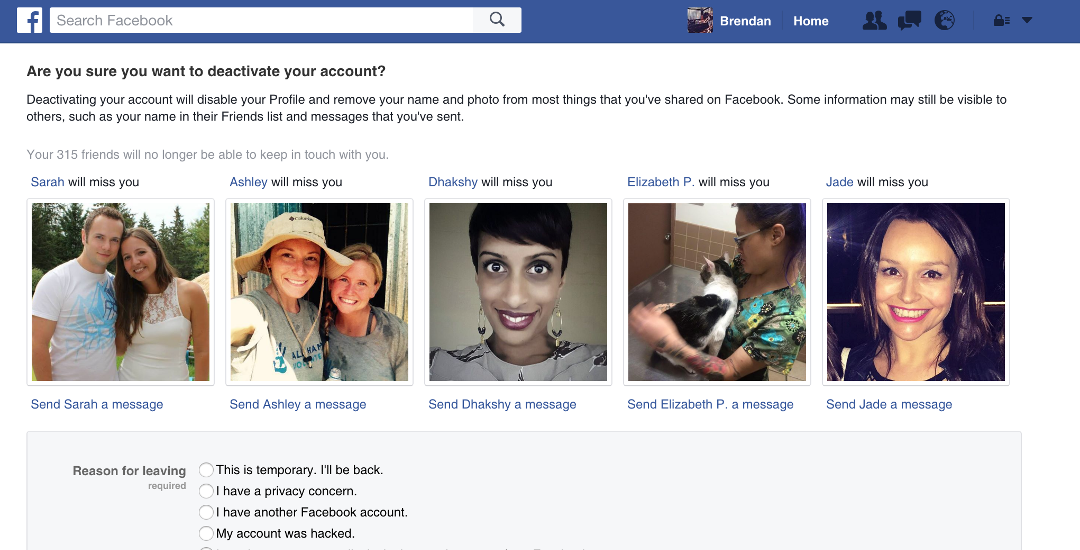 f
Search Facebook
Brendan
Home
Are you sure you want to deactivate your account?
Deactivating your account will disable your Profile and remove your name and photo from most things that you've shared on Facebook. Some information may still be visible to
others, such as your name in their Friends list and messages that you've sent.
Your 315 friends will no longer be able to keep in touch with you.
Sarah will miss you
Ashley will miss you
Dhakshy will miss you
Elizabeth P. will miss you
Jade will miss you
Columbia
ALL HAN
Send Sarah a message
Send Ashley a message
Send Dhakshy a message
Send Elizabeth P. a message
Send Jade a message
Reason for leaving
required
This is temporary. I'll be back.
I have a privacy concern.
I have another Facebook account.
My account was hacked.